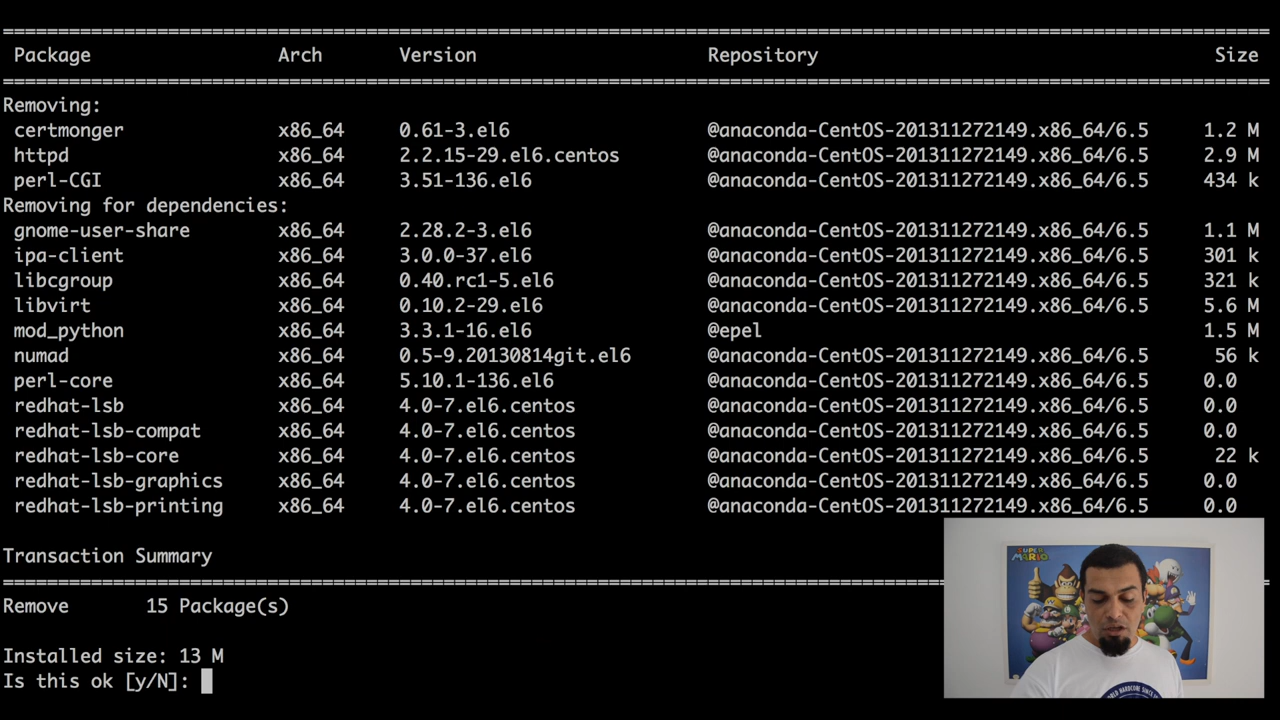 Package Arch Version Repository Size
Removing:
certmonger x86_64 0.61-3.el6 @anaconda-CentOS-201311272149.x86_64/6.5 1.2 M
httpd x86_64 2.2.15-29.el6.centos @anaconda-CentOS-201311272149.x86_64/6.5 2.9 M
perl-CGI x86_64 3.51-136.el6 @anaconda-CentOS-201311272149.x86_64/6.5 434 k
Removing for dependencies:
gnome-user-share x86_64 2.28.2-3.el6 @anaconda-CentOS-201311272149.x86_64/6.5 1.1 M
ipa-client x86_64 3.0.0-37.el6 @anaconda-CentOS-201311272149.x86_64/6.5 301 k
libcgroup x86_64 0.40.rc1-5.el6 @anaconda-CentOS-201311272149.x86_64/6.5 321 k
libvirt x86_64 0.10.2-29.el6 @anaconda-CentOS-201311272149.x86_64/6.5 5.6 M
mod_python x86_64 3.3.1-16.el6 @epel 1.5 M
numad x86_64 0.5-9.20130814git.el6 @anaconda-CentOS-201311272149.x86_64/6.5 56 k
perl-core x86_64 5.10.1-136.el6 @anaconda-CentOS-201311272149.x86_64/6.5 0.0
redhat-lsb x86_64 4.0-7.el6.centos @anaconda-CentOS-201311272149.x86_64/6.5 0.0
redhat-lsb-compat x86_64 4.0-7.el6.centos @anaconda-CentOS-201311272149.x86_64/6.5 0.0
redhat-lsb-core x86_64 4.0-7.el6.centos @anaconda-CentOS-201311272149.x86_64/6.5 22 k
redhat-lsb-graphics x86_64 4.0-7.el6.centos @anaconda-CentOS-201311272149.x86_64/6.5 0.0
redhat-lsb-printing x86_64 4.0-7.el6.centos @anaconda-CentOS-201311272149.x86_64/6.5 0.0
Transaction Summary
Remove 15 Package(s)
Installed size: 13 M
Is this ok [y/N]:
SUPER
MARIO
HARDCORE SINCE